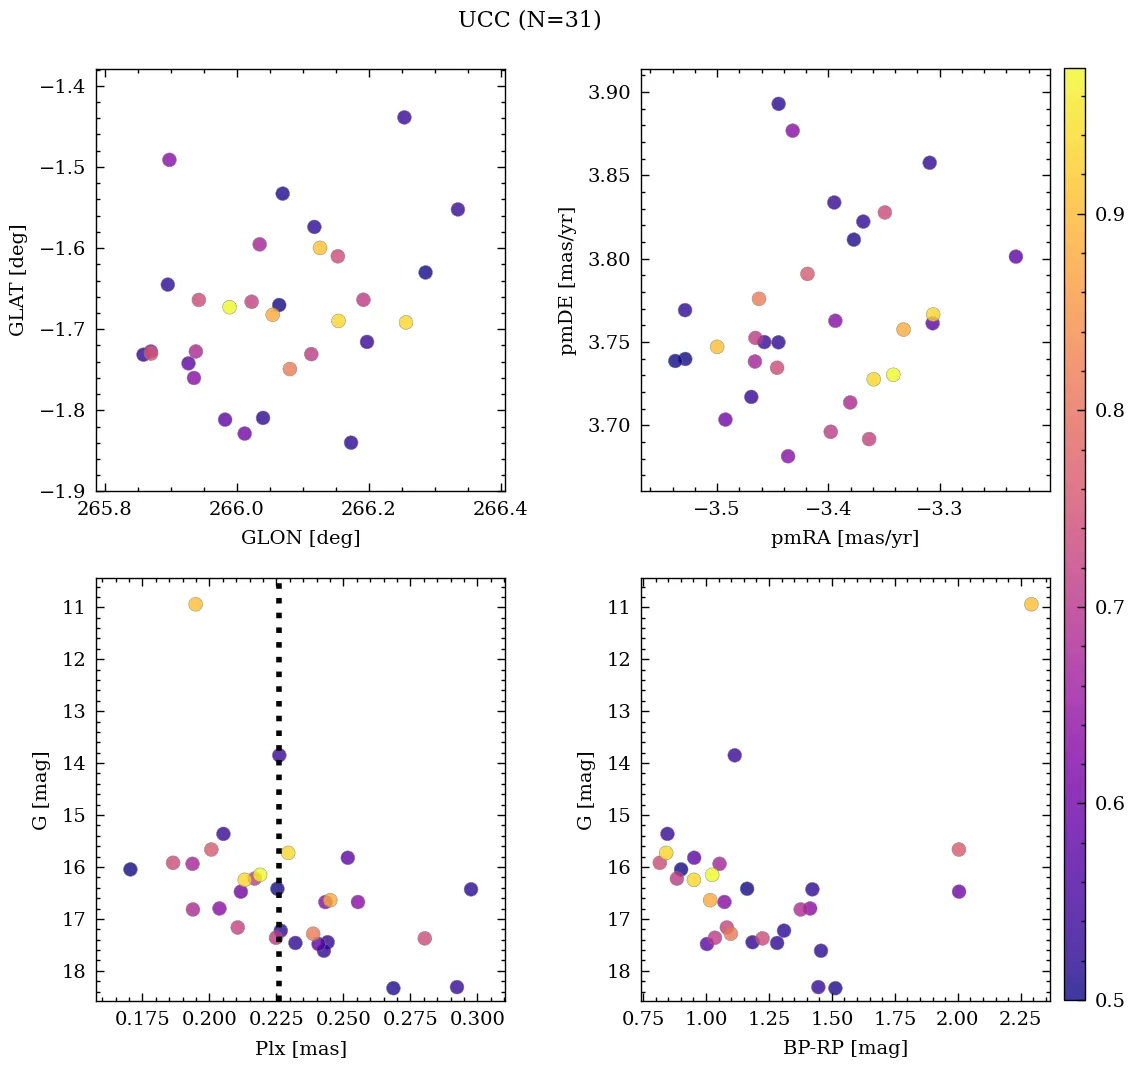 UCC (N=31)
−1.4
−1.5
−1.6
−1.7
−1.8
−1.9
GLAT [deg]
265.8 266.0 266.2 266.4
GLON [deg]
3.90
3.85
3.80
3.75
3.70
pmDE [mas/yr]
−3.5 −3.4 −3.3
pmRA [mas/yr]
11
12
13
14
15
16
17
18
G [mag]
0.175 0.200 0.225 0.250 0.275 0.300
Plx [mas]
11
12
13
14
15
16
17
18
G [mag]
0.75 1.00 1.25 1.50 1.75 2.00 2.25
BP-RP [mag]
0.9
0.8
0.7
0.6
0.5